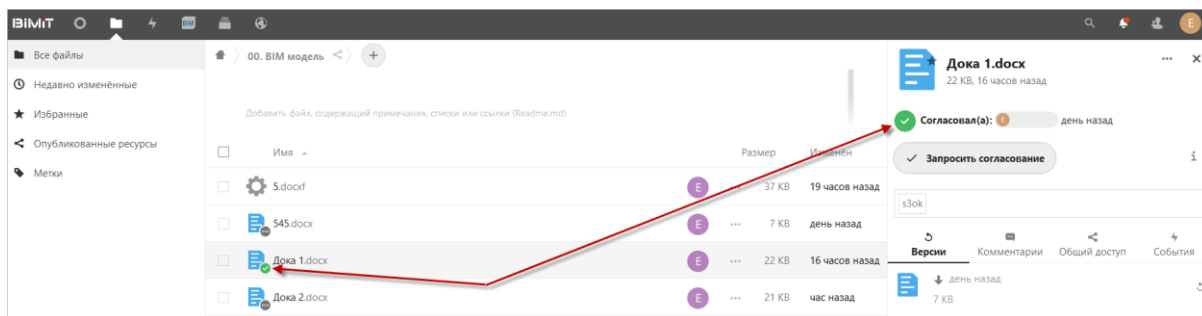 BIMIT
BIM
E
Все файлы
Недавно изменённые
Избранные
Опубликованные ресурсы
Метки
00. BIM модель
+
Добавить файл, содержащий примечания, списки или ссылки (Readme.md)
Имя
Размер
Изменён
5.docxf
E
...
37 KB
19 часов назад
545.docx
E
...
7 KB
день назад
Дока 1.docx
E
...
22 KB
16 часов назад
Дока 2.docx
E
...
21 KB
час назад
Дока 1.docx
22 KB, 16 часов назад
Согласовал(а):
E
день назад
Запросить согласование
i
s3ok
Версии
Комментарии
Общий доступ
События
день назад
7 KB